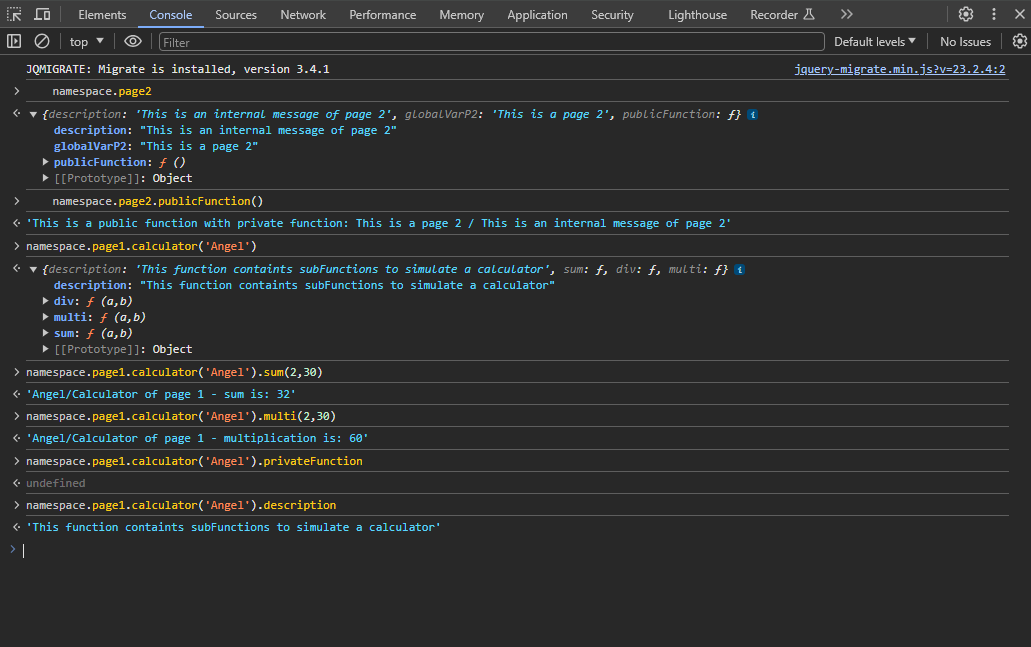 Elements Console Sources Network Performance Memory Application Security Lighthouse Recorder
top Filter Default levels No Issues
JQMIGRATE: Migrate is installed, version 3.4.1 jquery-migrate.min.js?v=23.2.4:2
> namespace.page2
{description: 'This is an internal message of page 2', globalVarP2: 'This is a page 2', publicFunction: ƒ} i
description: "This is an internal message of page 2"
globalVarP2: "This is a page 2"
publicFunction: ƒ ()
[[Prototype]]: Object
> namespace.page2.publicFunction()
'This is a public function with private function: This is a page 2 / This is an internal message of page 2'
> namespace.page1.calculator('Angel')
{description: 'This function containts subFunctions to simulate a calculator', sum: ƒ, div: ƒ, multi: ƒ} i
description: "This function containts subFunctions to simulate a calculator"
div: ƒ (a,b)
multi: ƒ (a,b)
sum: ƒ (a,b)
[[Prototype]]: Object
> namespace.page1.calculator('Angel').sum(2,30)
'Angel/Calculator of page 1 - sum is: 32'
> namespace.page1.calculator('Angel').multi(2,30)
'Angel/Calculator of page 1 - multiplication is: 60'
> namespace.page1.calculator('Angel').privateFunction
undefined
> namespace.page1.calculator('Angel').description
'This function containts subFunctions to simulate a calculator'
>